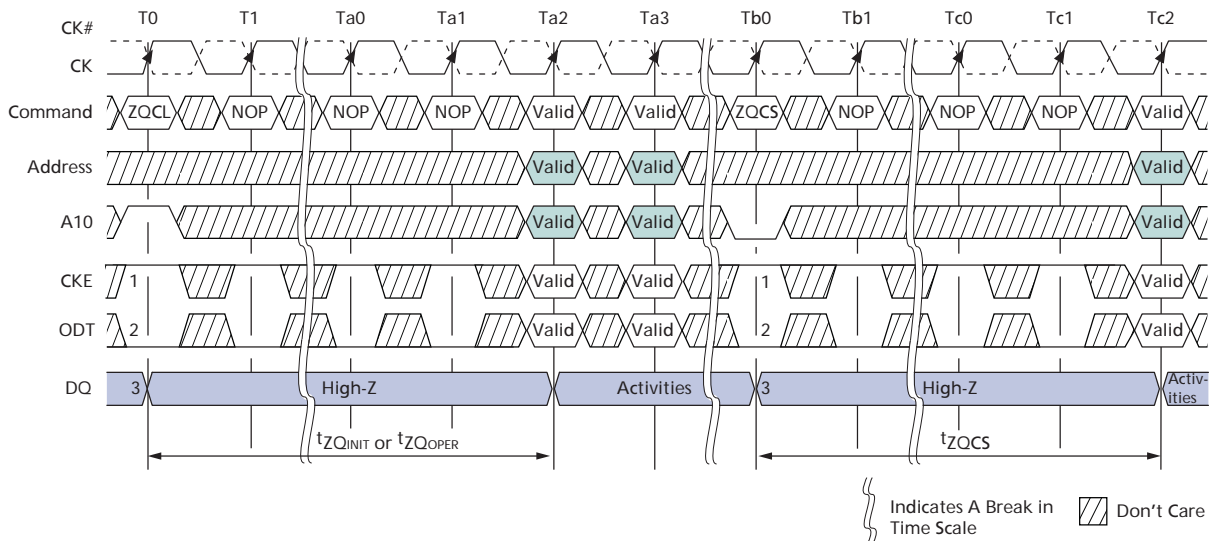 T0 T1 Ta0 Ta1 Ta2 Ta3 Tb0 Tb1 Tc0 Tc1 Tc2
CK#
CK
Command ZQCL NOP NOP NOP Valid Valid ZQCS NOP NOP NOP Valid
Address Valid Valid Valid
A10 Valid Valid Valid
CKE 1 Valid Valid 1 Valid
ODT 2 Valid Valid 2 Valid
DQ 3 High-Z Activities 3 High-Z Activ-
ities
tZQINIT or tZQOPER tZQCS
Indicates A Break in
Time Scale
Don't Care